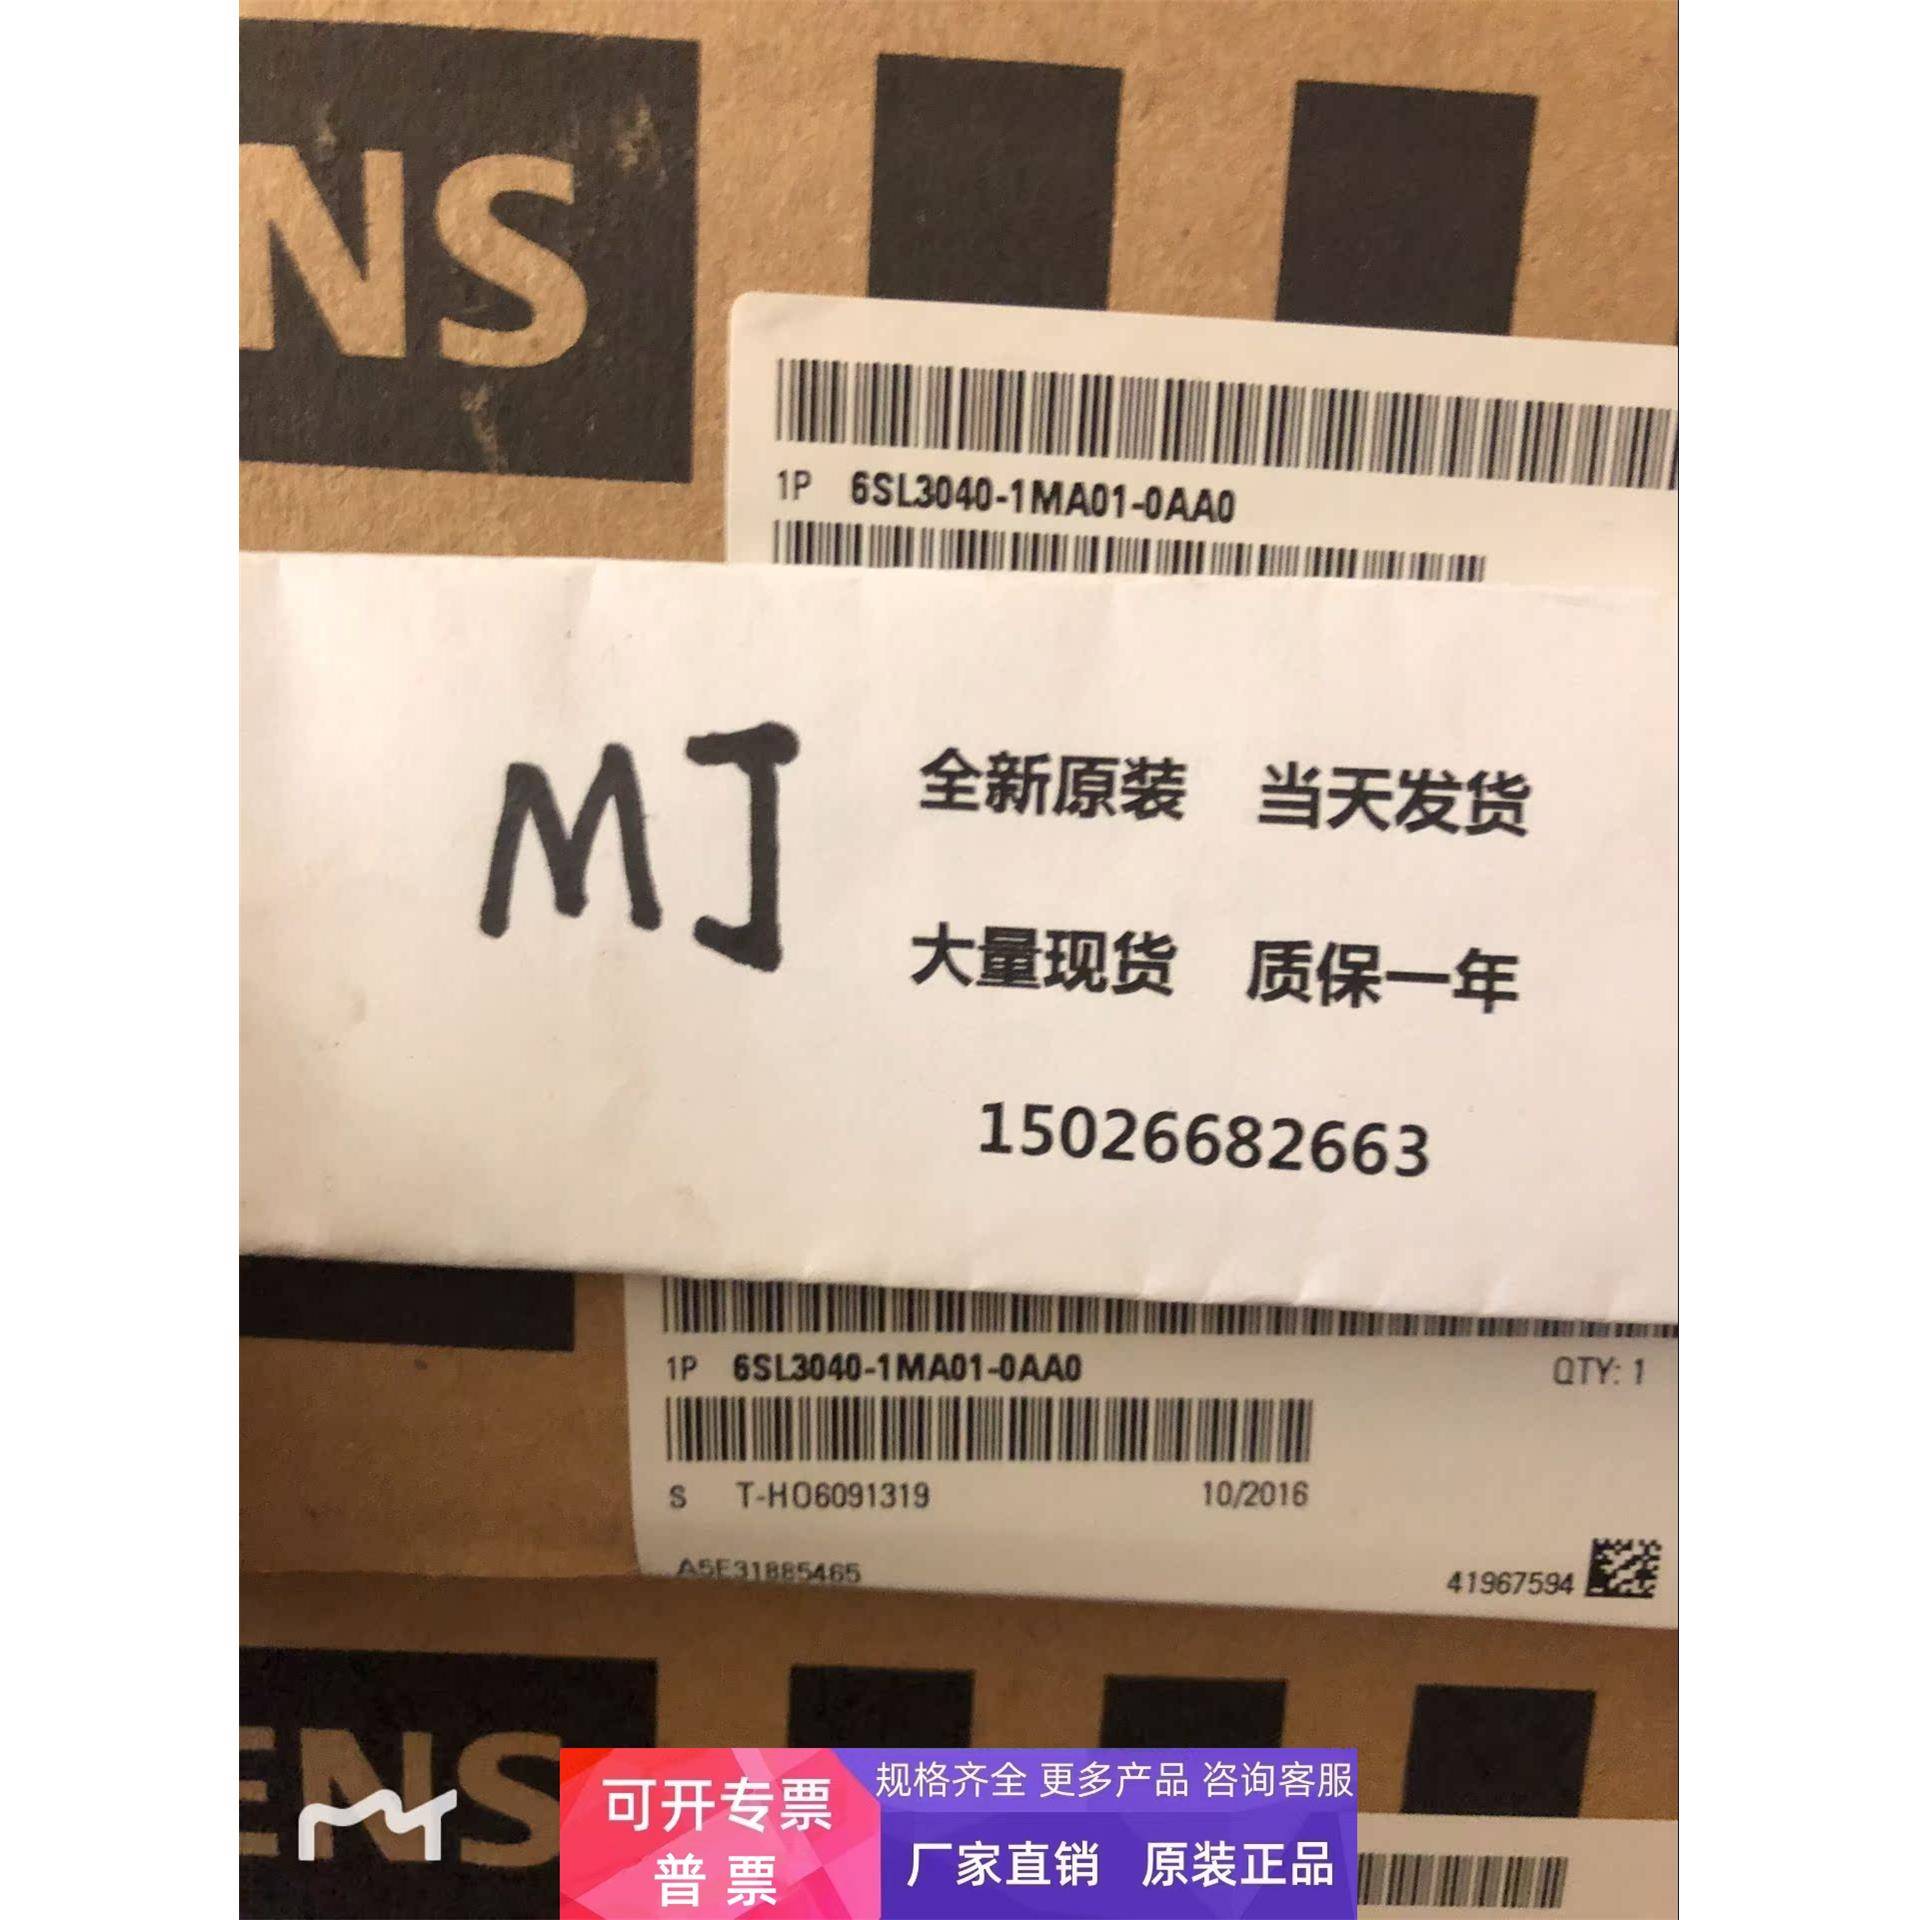 NS
1P 6SL3040-1MA01-0AA0
MJ
全新原装 当天发货
大量现货 质保一年
15026682663
1P 6SL3040-1MA01-0AA0 QTY: 1
S T-HO6091319 10/2016
A5E31885465 41967594
ENS
可开专票
普 票
规格齐全 更多产品 咨询客服
厂家直销 原装正品